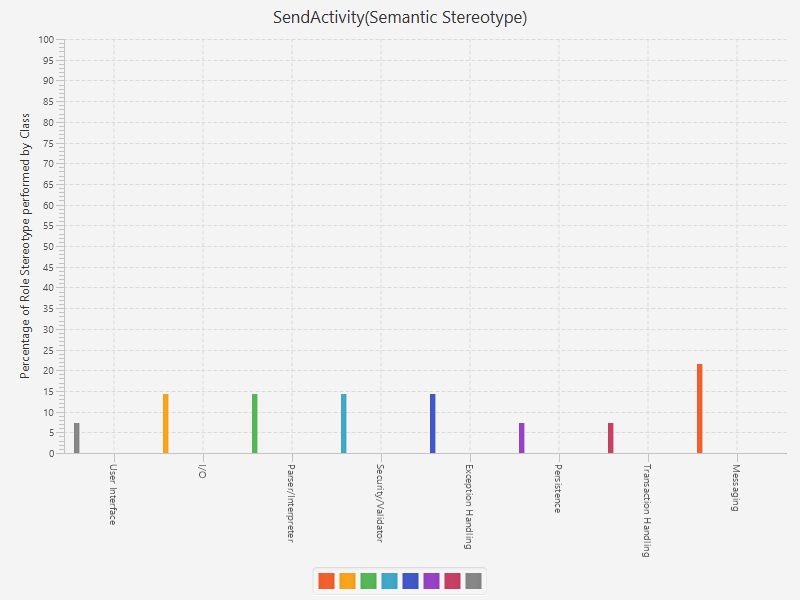 SendActivity(Semantic Stereotype)
Percentage of Role Stereotype performed by Class
100
95
90
85
80
75
70
65
60
55
50
45
40
35
30
25
20
15
10
5
0
User Interface
I/O
Parser/Interpreter
Security/Validator
Exception Handling
Persistence
Transaction Handling
Messaging